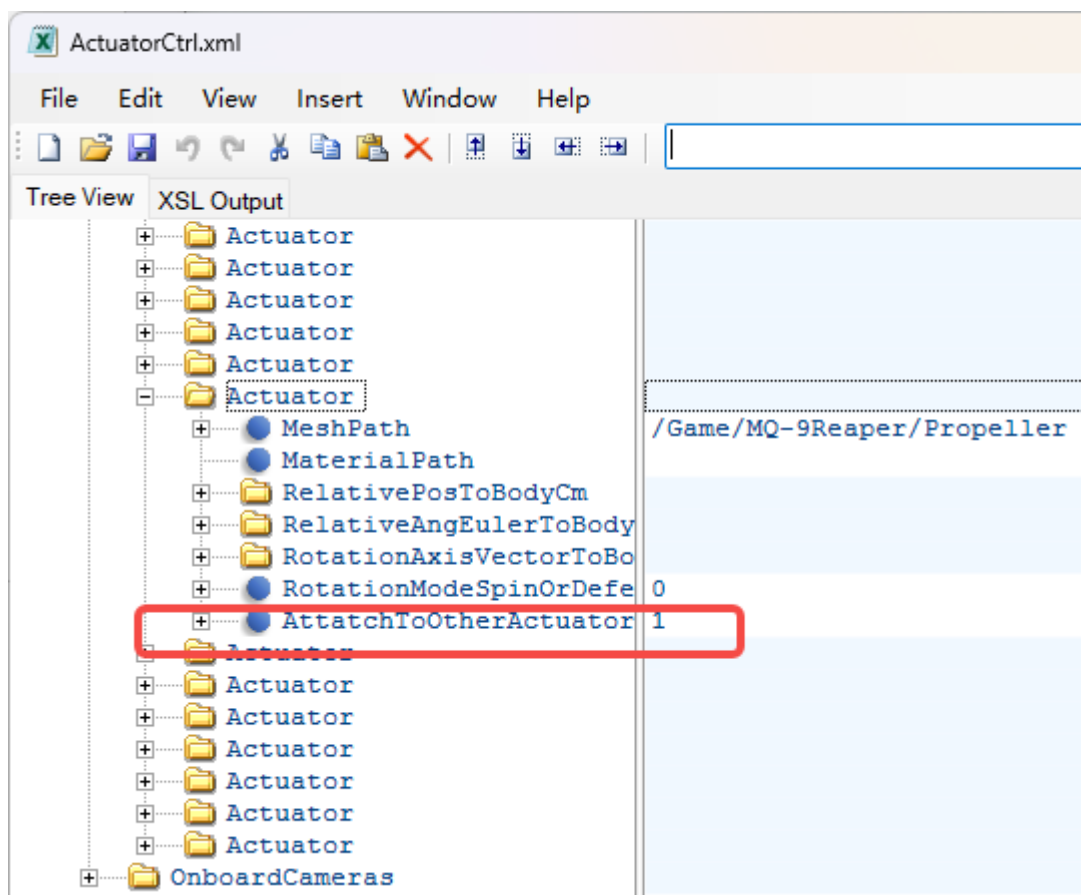 ActuatorCtrl.xml
File Edit View Insert Window Help
Tree View XSL Output
Actuator
Actuator
Actuator
Actuator
Actuator
Actuator
MeshPath /Game/MQ-9Reaper/Propeller
MaterialPath
RelativePosToBodyCm
RelativeAngEulerToBody
RotationAxisVectorToBo
RotationModeSpinOrDefe 0
AttatchToOtherActuator 1
Actuator
Actuator
Actuator
Actuator
Actuator
Actuator
Actuator
OnboardCameras